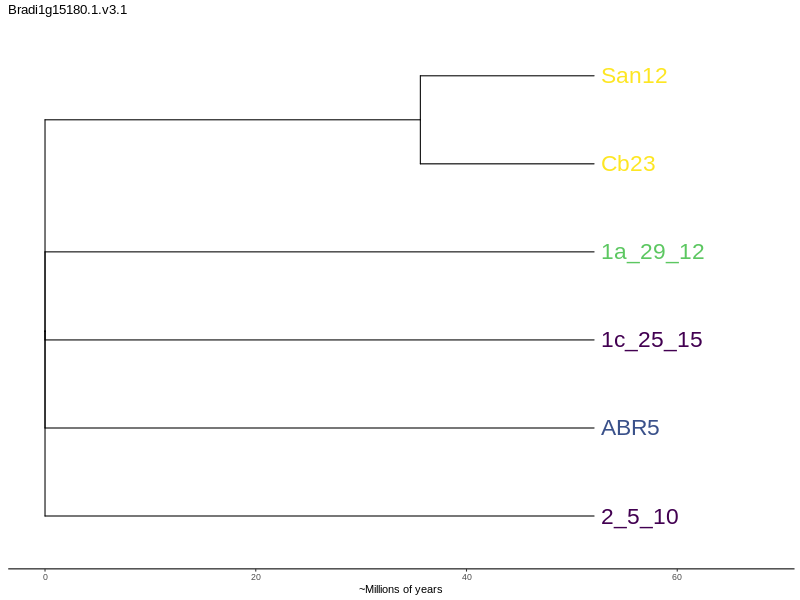 Bradi1g15180.1.v3.1
San12
Cb23
1a_29_12
1c_25_15
ABR5
2_5_10
0 20 40 60
~Millions of years